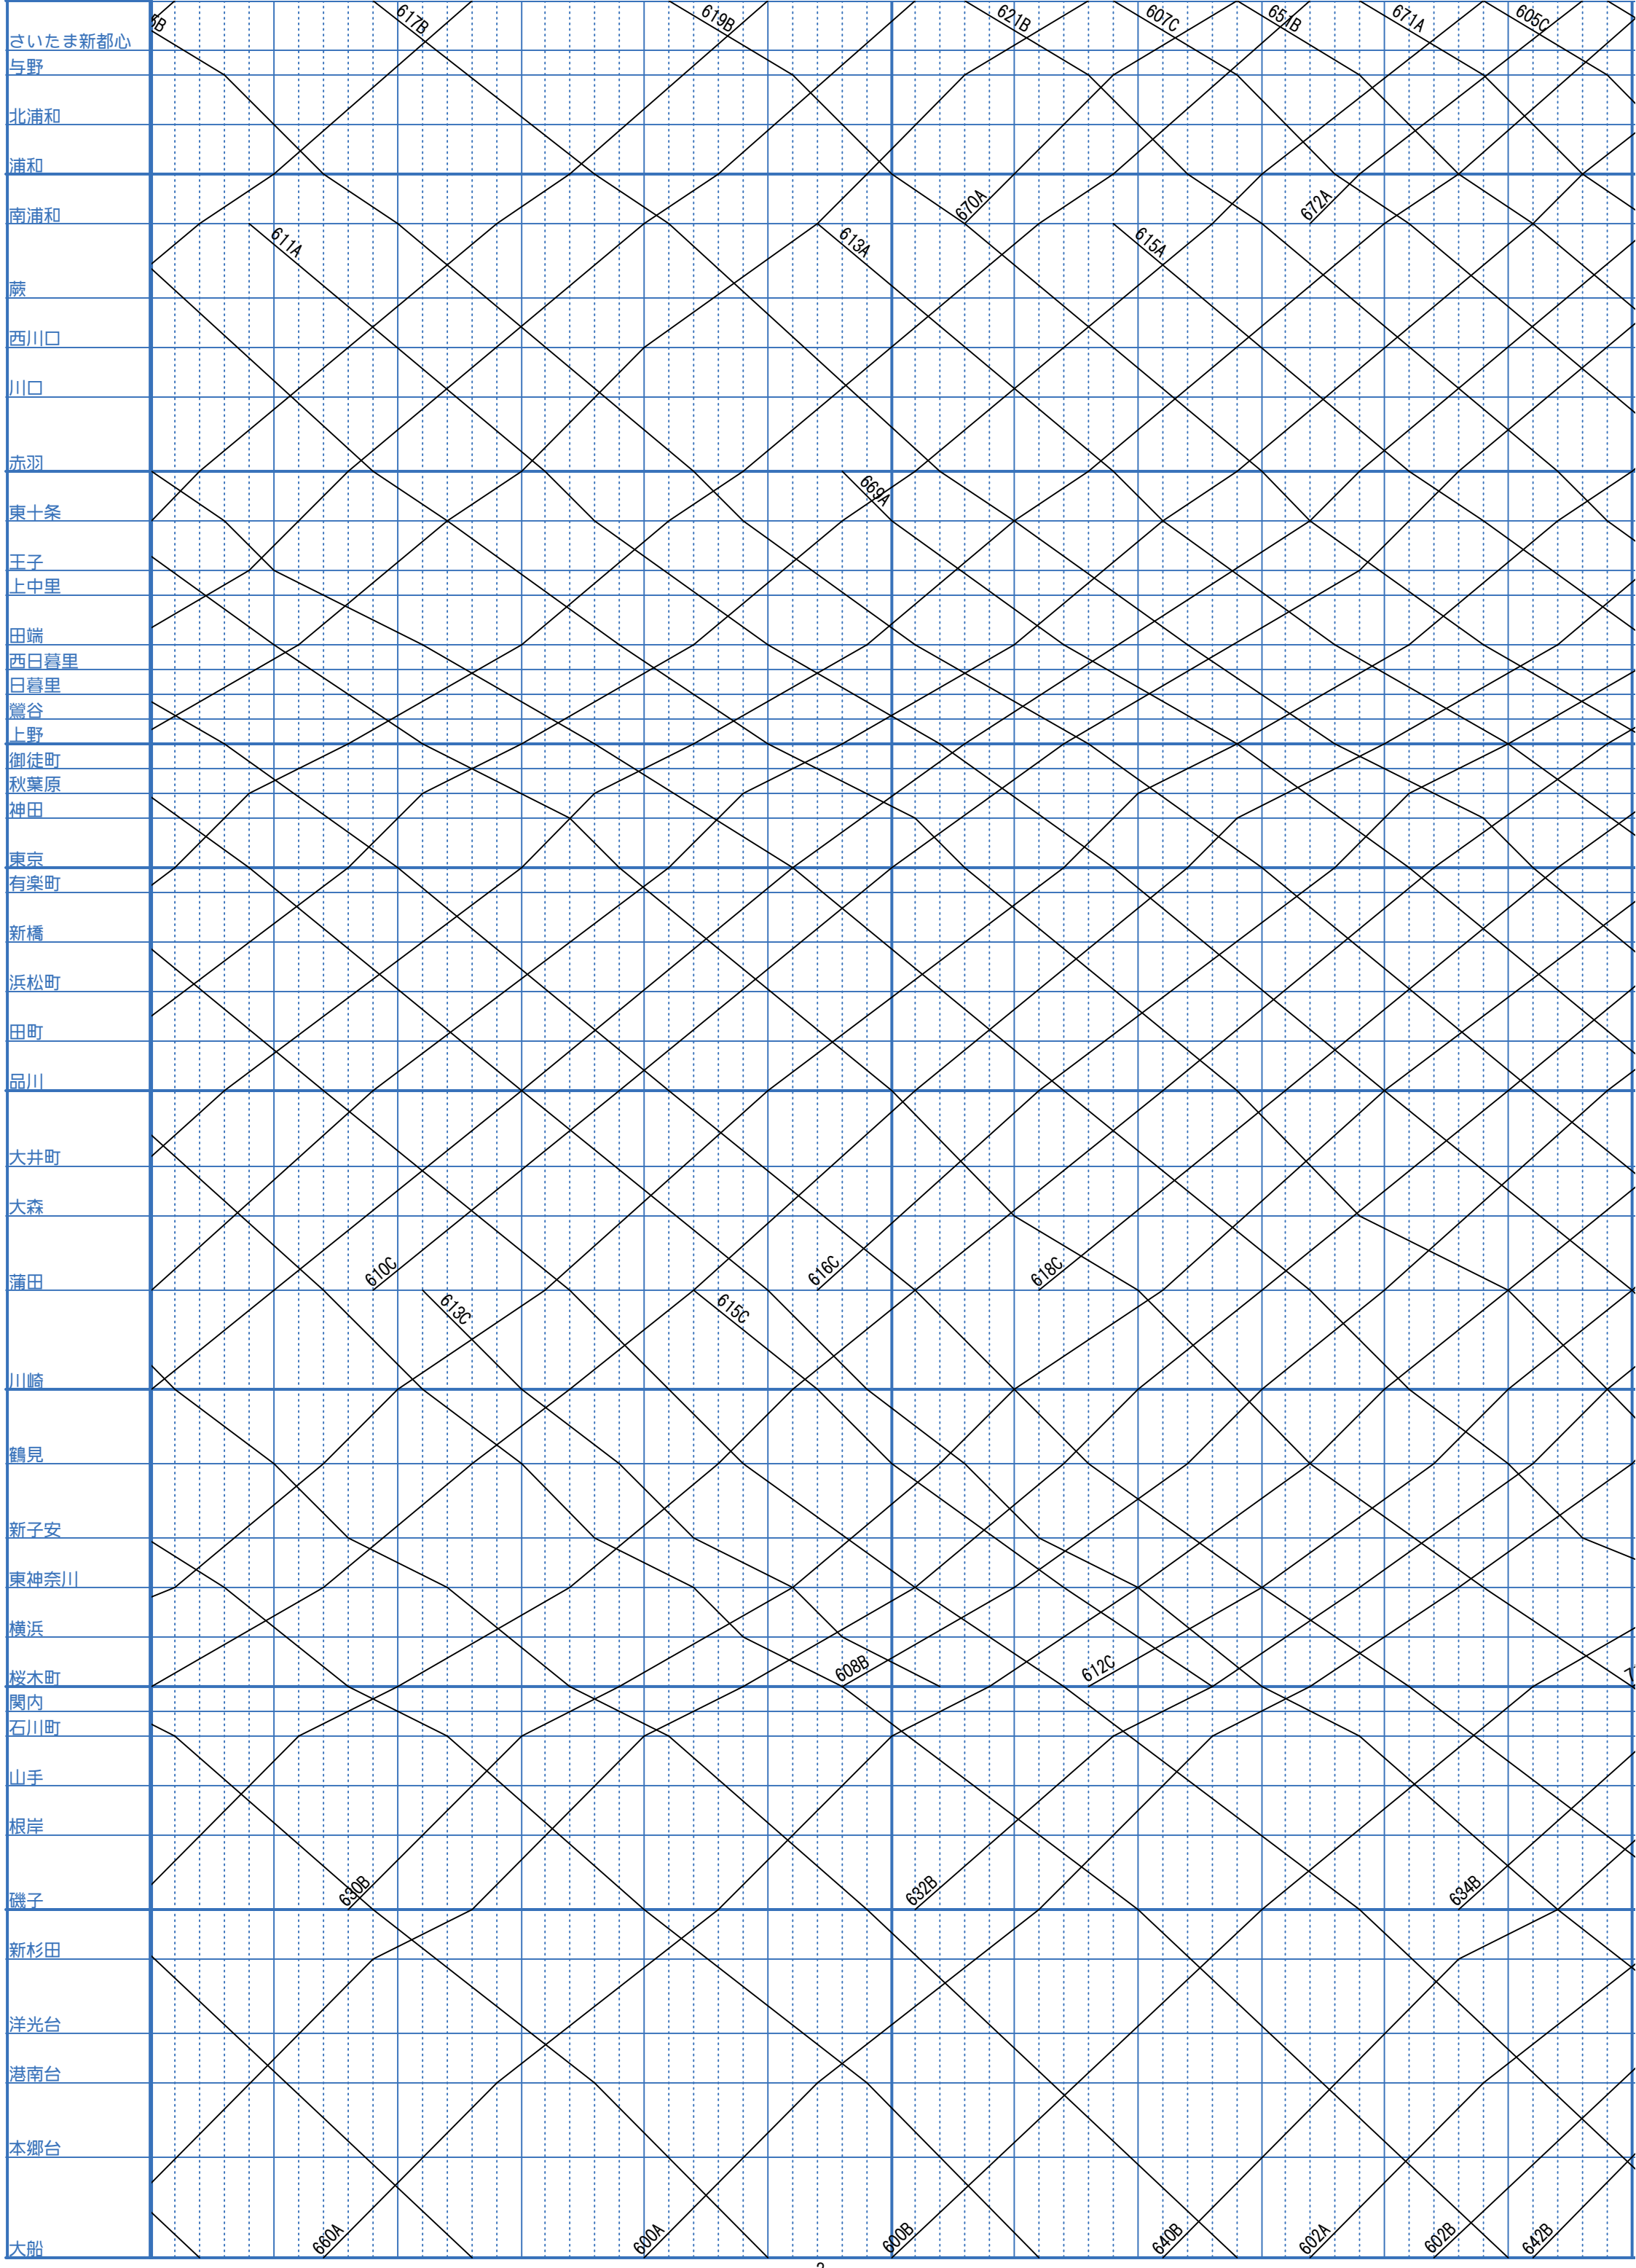 5B
617B
619B
621B
607C
651B
671A
605C
さいたま新都心
与野
北浦和
浦和
670A
672A
南浦和
611A
613A
615A
蕨
西川口
川口
赤羽
669A
東十条
王子
上中里
田端
西日暮里
日暮里
鶯谷
上野
御徒町
秋葉原
神田
東京
有楽町
新橋
浜松町
田町
品川
大井町
大森
610C
616C
618C
蒲田
613C
615C
川崎
鶴見
新子安
東神奈川
横浜
608B
612C
桜木町
関内
石川町
山手
根岸
630B
632B
634B
磯子
新杉田
洋光台
港南台
本郷台
660A
600A
600B
640B
602A
602B
642B
大船